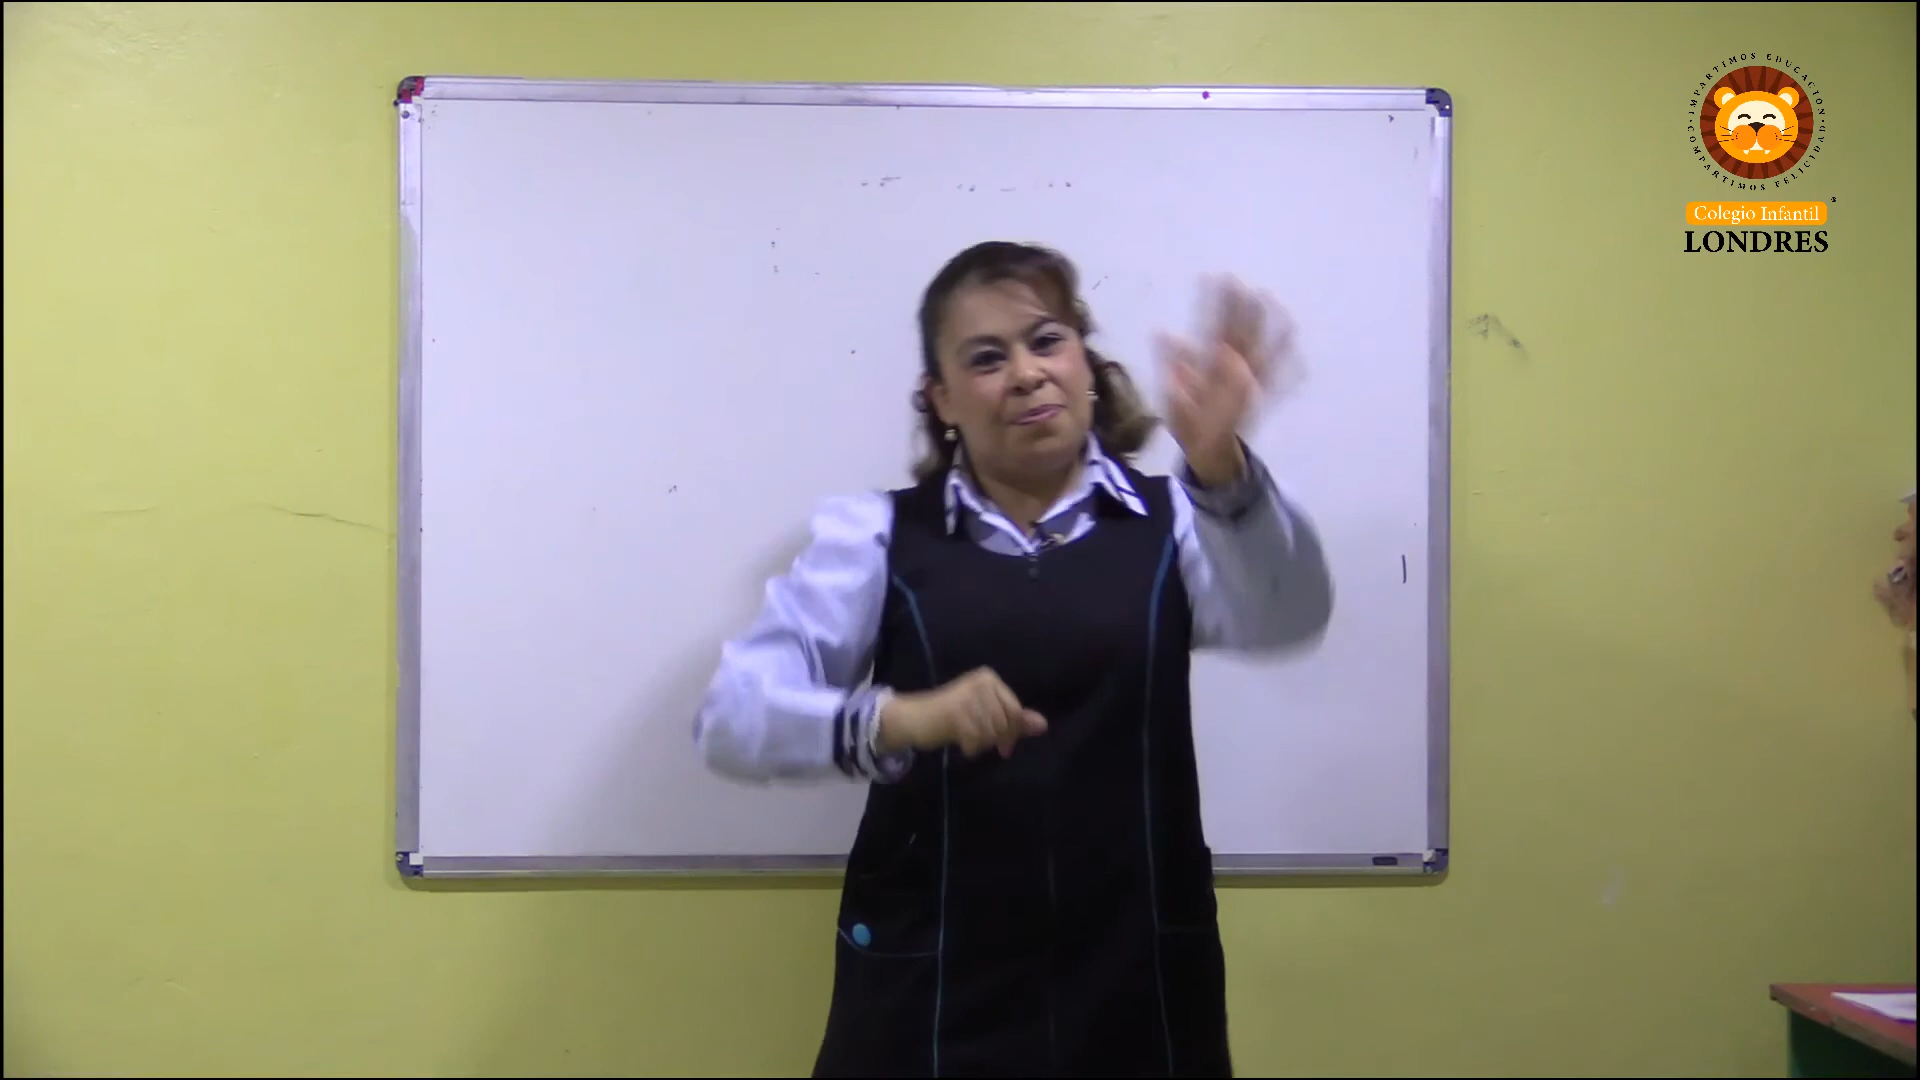 IMPARTIMOS EDUCACIÓN
·COMPARTIMOS FELICIDAD·
Colegio Infantil
LONDRES